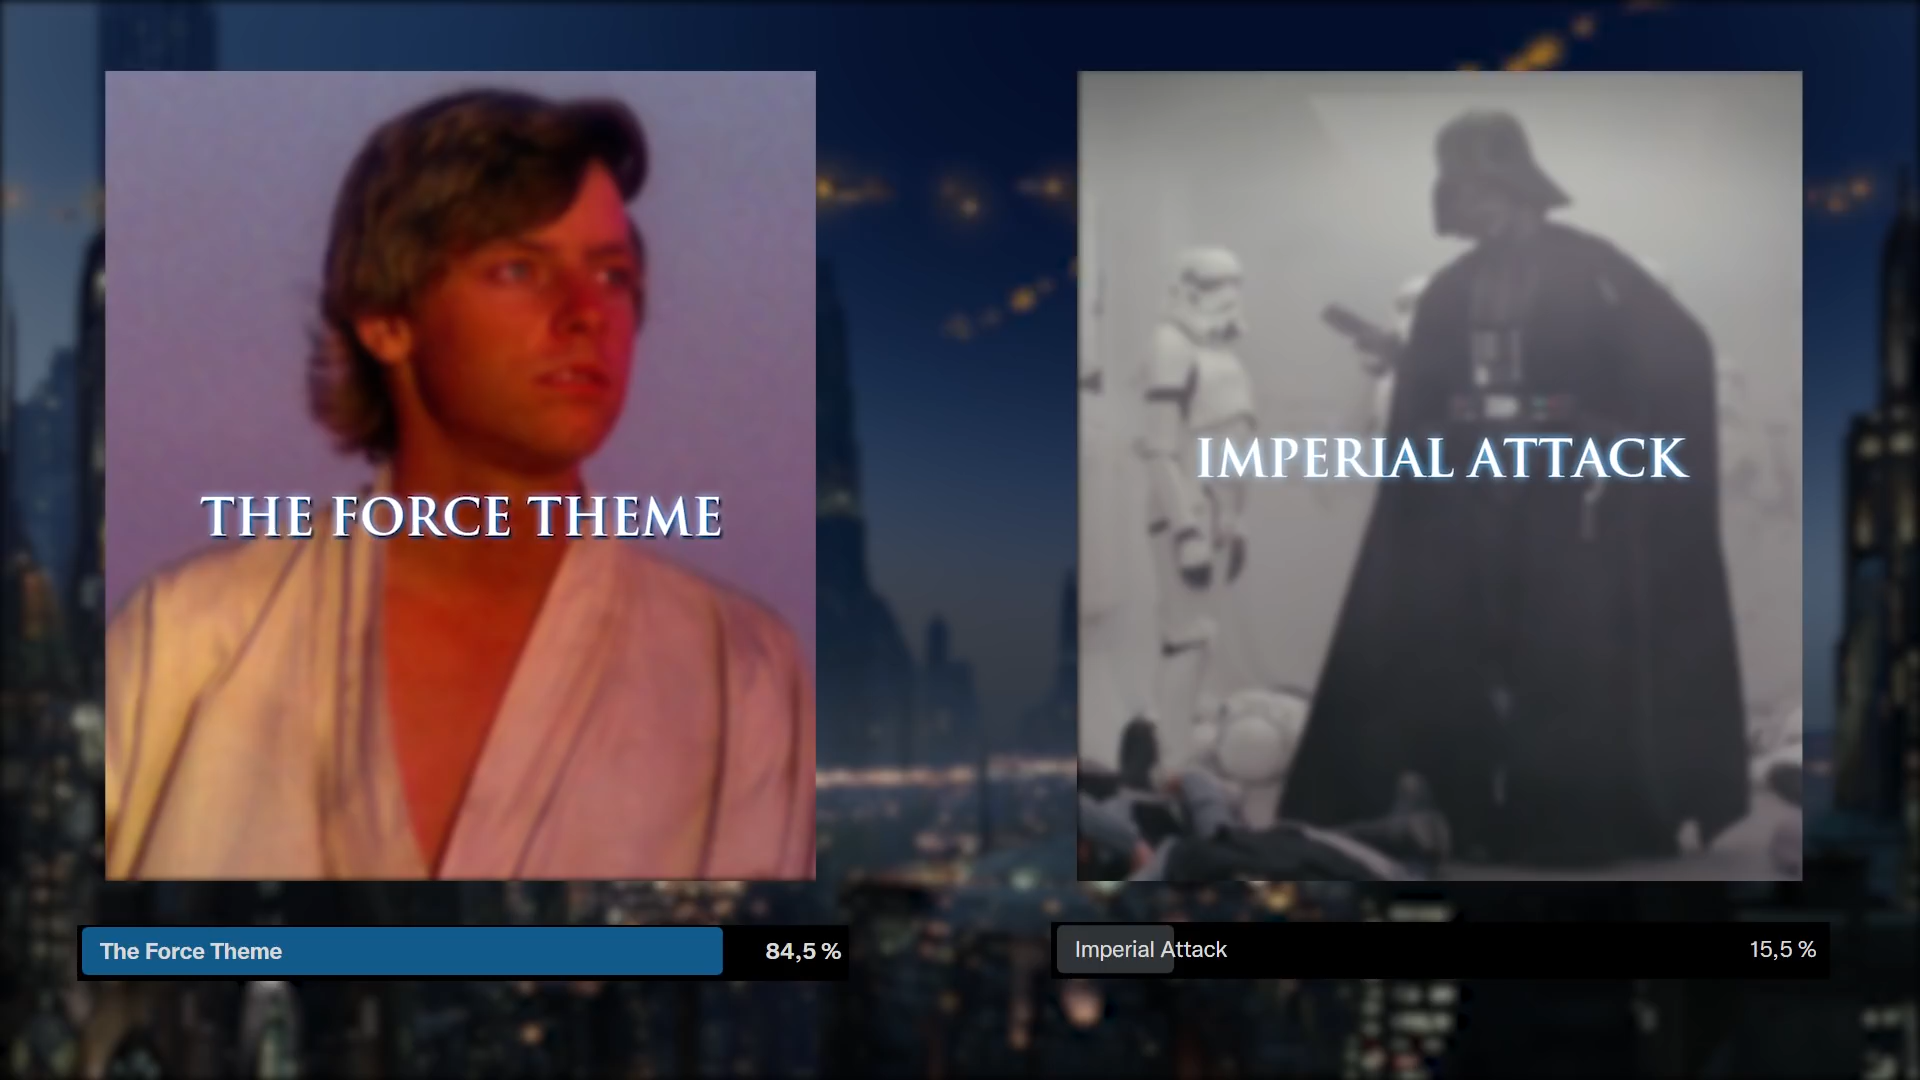 THE FORCE THEME
IMPERIAL ATTACK
The Force Theme 84,5 %
Imperial Attack 15,5 %